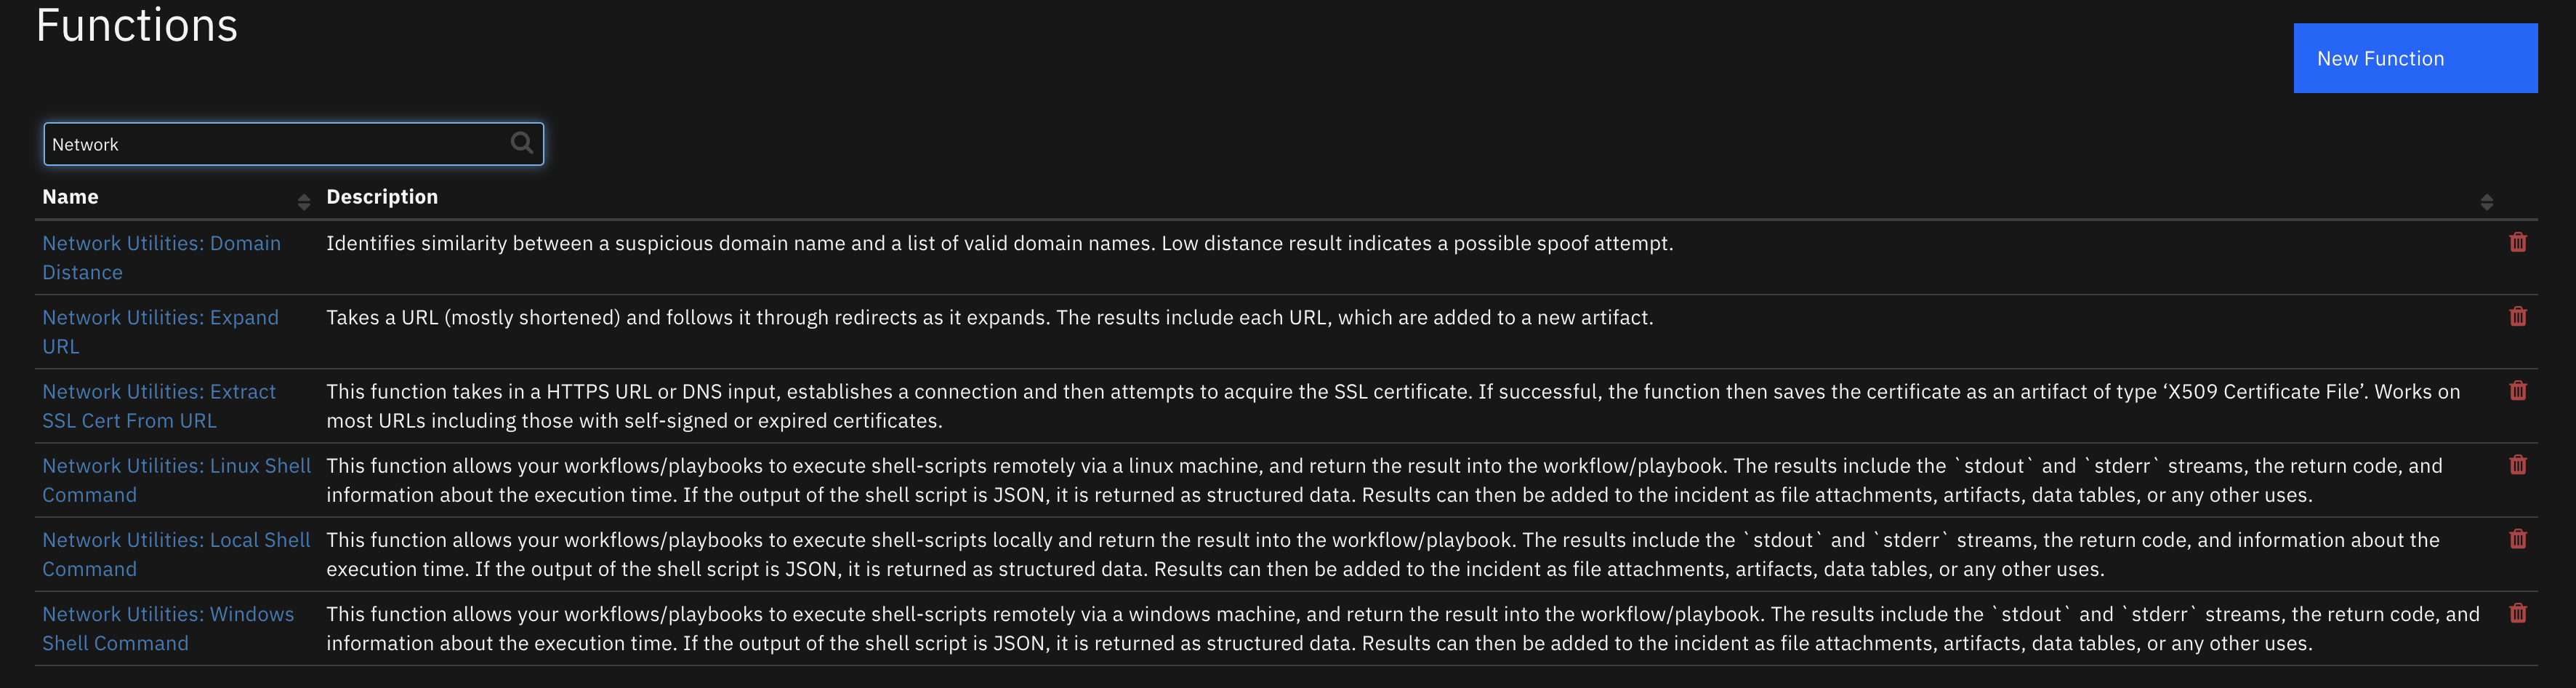 Functions
New Function
Network
Name Description
Network Utilities: Domain Identifies similarity between a suspicious domain name and a list of valid domain names. Low distance result indicates a possible spoof attempt.
Distance
Network Utilities: Expand Takes a URL (mostly shortened) and follows it through redirects as it expands. The results include each URL, which are added to a new artifact.
URL
Network Utilities: Extract This function takes in a HTTPS URL or DNS input, establishes a connection and then attempts to acquire the SSL certificate. If successful, the function then saves the certificate as an artifact of type ‘X509 Certificate File’. Works on
SSL Cert From URL most URLs including those with self-signed or expired certificates.
Network Utilities: Linux Shell This function allows your workflows/playbooks to execute shell-scripts remotely via a linux machine, and return the result into the workflow/playbook. The results include the `stdout` and `stderr` streams, the return code, and
Command information about the execution time. If the output of the shell script is JSON, it is returned as structured data. Results can then be added to the incident as file attachments, artifacts, data tables, or any other uses.
Network Utilities: Local Shell This function allows your workflows/playbooks to execute shell-scripts locally and return the result into the workflow/playbook. The results include the `stdout` and `stderr` streams, the return code, and information about the
Command execution time. If the output of the shell script is JSON, it is returned as structured data. Results can then be added to the incident as file attachments, artifacts, data tables, or any other uses.
Network Utilities: Windows This function allows your workflows/playbooks to execute shell-scripts remotely via a windows machine, and return the result into the workflow/playbook. The results include the `stdout` and `stderr` streams, the return code, and
Shell Command information about the execution time. If the output of the shell script is JSON, it is returned as structured data. Results can then be added to the incident as file attachments, artifacts, data tables, or any other uses.